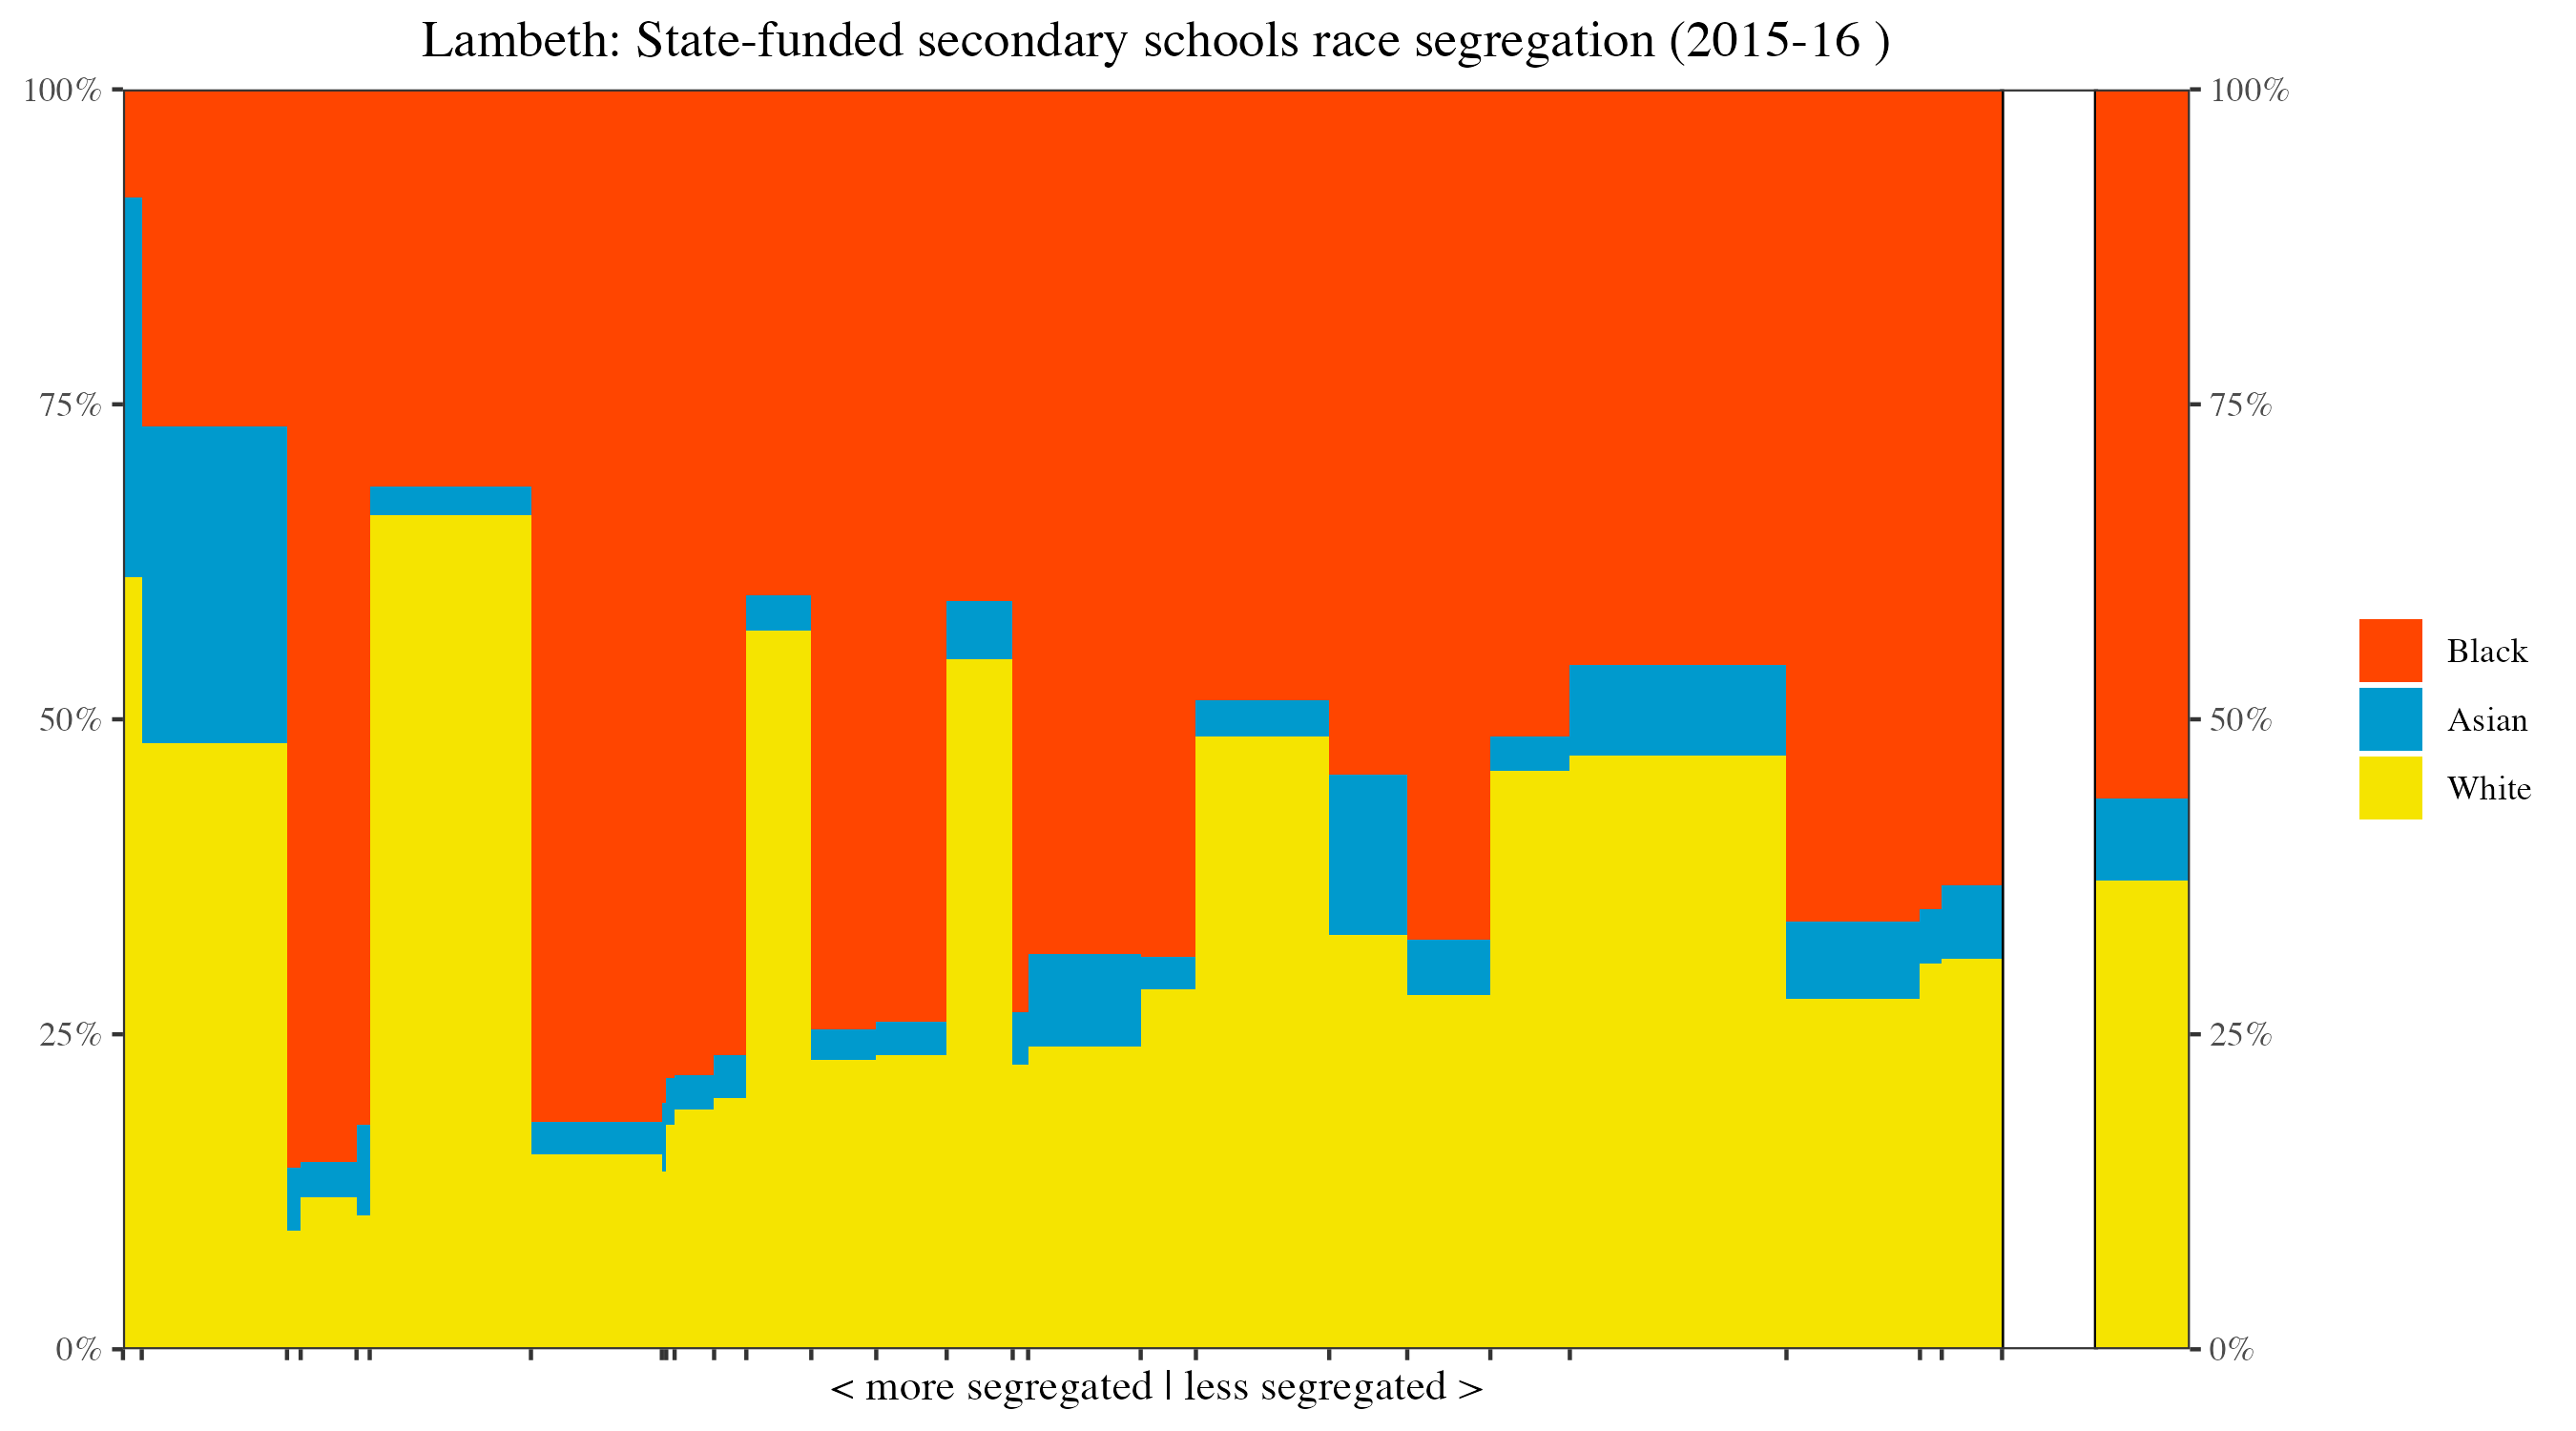 Lambeth: State-funded secondary schools race segregation (2015-16 )
100%
75%
50%
25%
0%
100%
75%
50%
25%
0%
Black
Asian
White
< more segregated | less segregated >